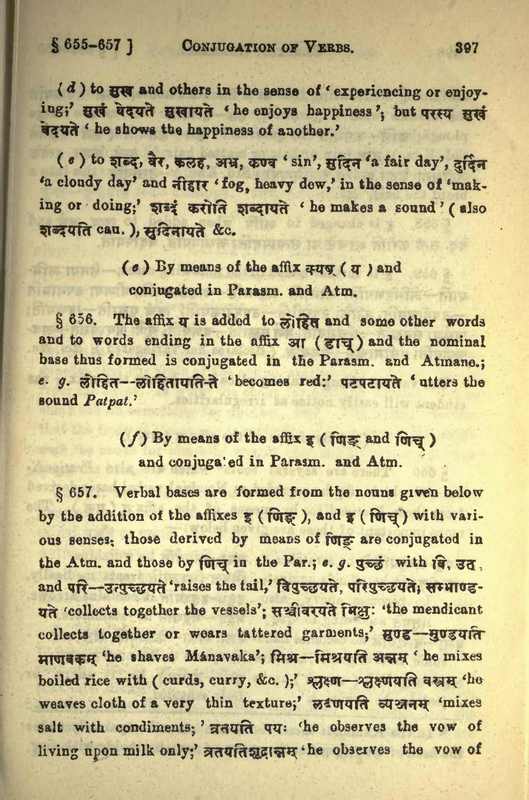 § 655-657 ] CONJUGATION OF VERBS. 397
(d) to सुख and others in the sense of ‘experiencing or enjoy-
ing;’ सुखं वेदयते सुखायते ‘he enjoys happiness’; but परस्य सुखं
वेदयते ‘he shows the happiness of another.’
(e) to शब्द, वैर, कलह, अभ्र, कण्व ‘sin’, सुदिन ‘a fair day’, दुर्दिन
‘a cloudy day’ and नीहार ‘fog, heavy dew,’ in the sense of ‘mak-
ing or doing;’ शब्दं करोति शब्दायते ‘he makes a sound’ ( also
शब्दयति cau. ), सुदिनायते &c.
(e) By means of the affix क्यष् ( य ) and
conjugated in Parasm. and Atm.
§ 656. The affix य is added to लोहित and some other words
and to words ending in the affix आ ( डाच् ) and the nominal
base thus formed is conjugated in the Parasm. and Atmane.;
e. g. लोहित--लोहितायति-ते ‘becomes red:’ पटपटायते ‘utters the
sound Patpat.’
(f) By means of the affix इ ( णिङ् and णिच् )
and conjugated in Parasm. and Atm.
§ 657. Verbal bases are formed from the nouns given below
by the addition of the affixes इ ( णिङ् ), and इ ( णिच् ) with vari-
ous senses; those derived by means of णिङ् are conjugated in
the Atm. and those by णिच् in the Par.; e. g. पुच्छं with वि, उत्,
and परि—उत्पुच्छयते ‘raises the tail,’ विपुच्छयते, परिपुच्छयते; सम्भाण्ड-
यते ‘collects together the vessels’; सञ्चीवरयते भिक्षुः ‘the mendicant
collects together or wears tattered garments;’ मुण्ड—मुण्डयति
माणवकम् ‘he shaves Mánavaka’; मिश्र—मिश्रयति अन्नम् ‘he mixes
boiled rice with ( curds, curry, &c. );’ श्लक्ष्ण—श्लक्ष्णयति वस्त्रम् ‘he
weaves cloth of a very thin texture;’ लवणयति व्यञ्जनम् ‘mixes
salt with condiments; ’ व्रतयति पयः ‘he observes the vow of
living upon milk only;’ व्रतयतिशूद्रान्नम् ‘he observes the vow of